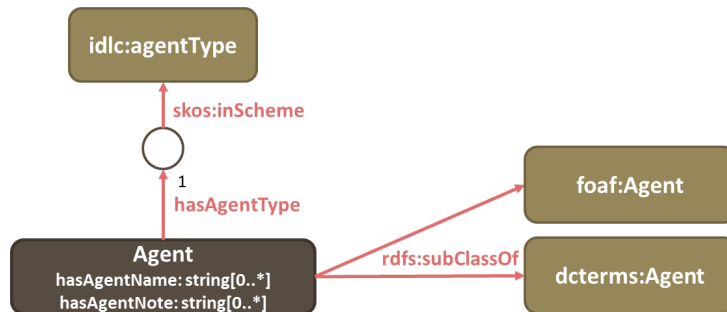 idlc:agentType
skos:inScheme
1
hasAgentType
foaf:Agent
Agent
hasAgentName: string[0..*]
hasAgentNote: string[0..*]
rdfs:subClassOf
dcterms:Agent